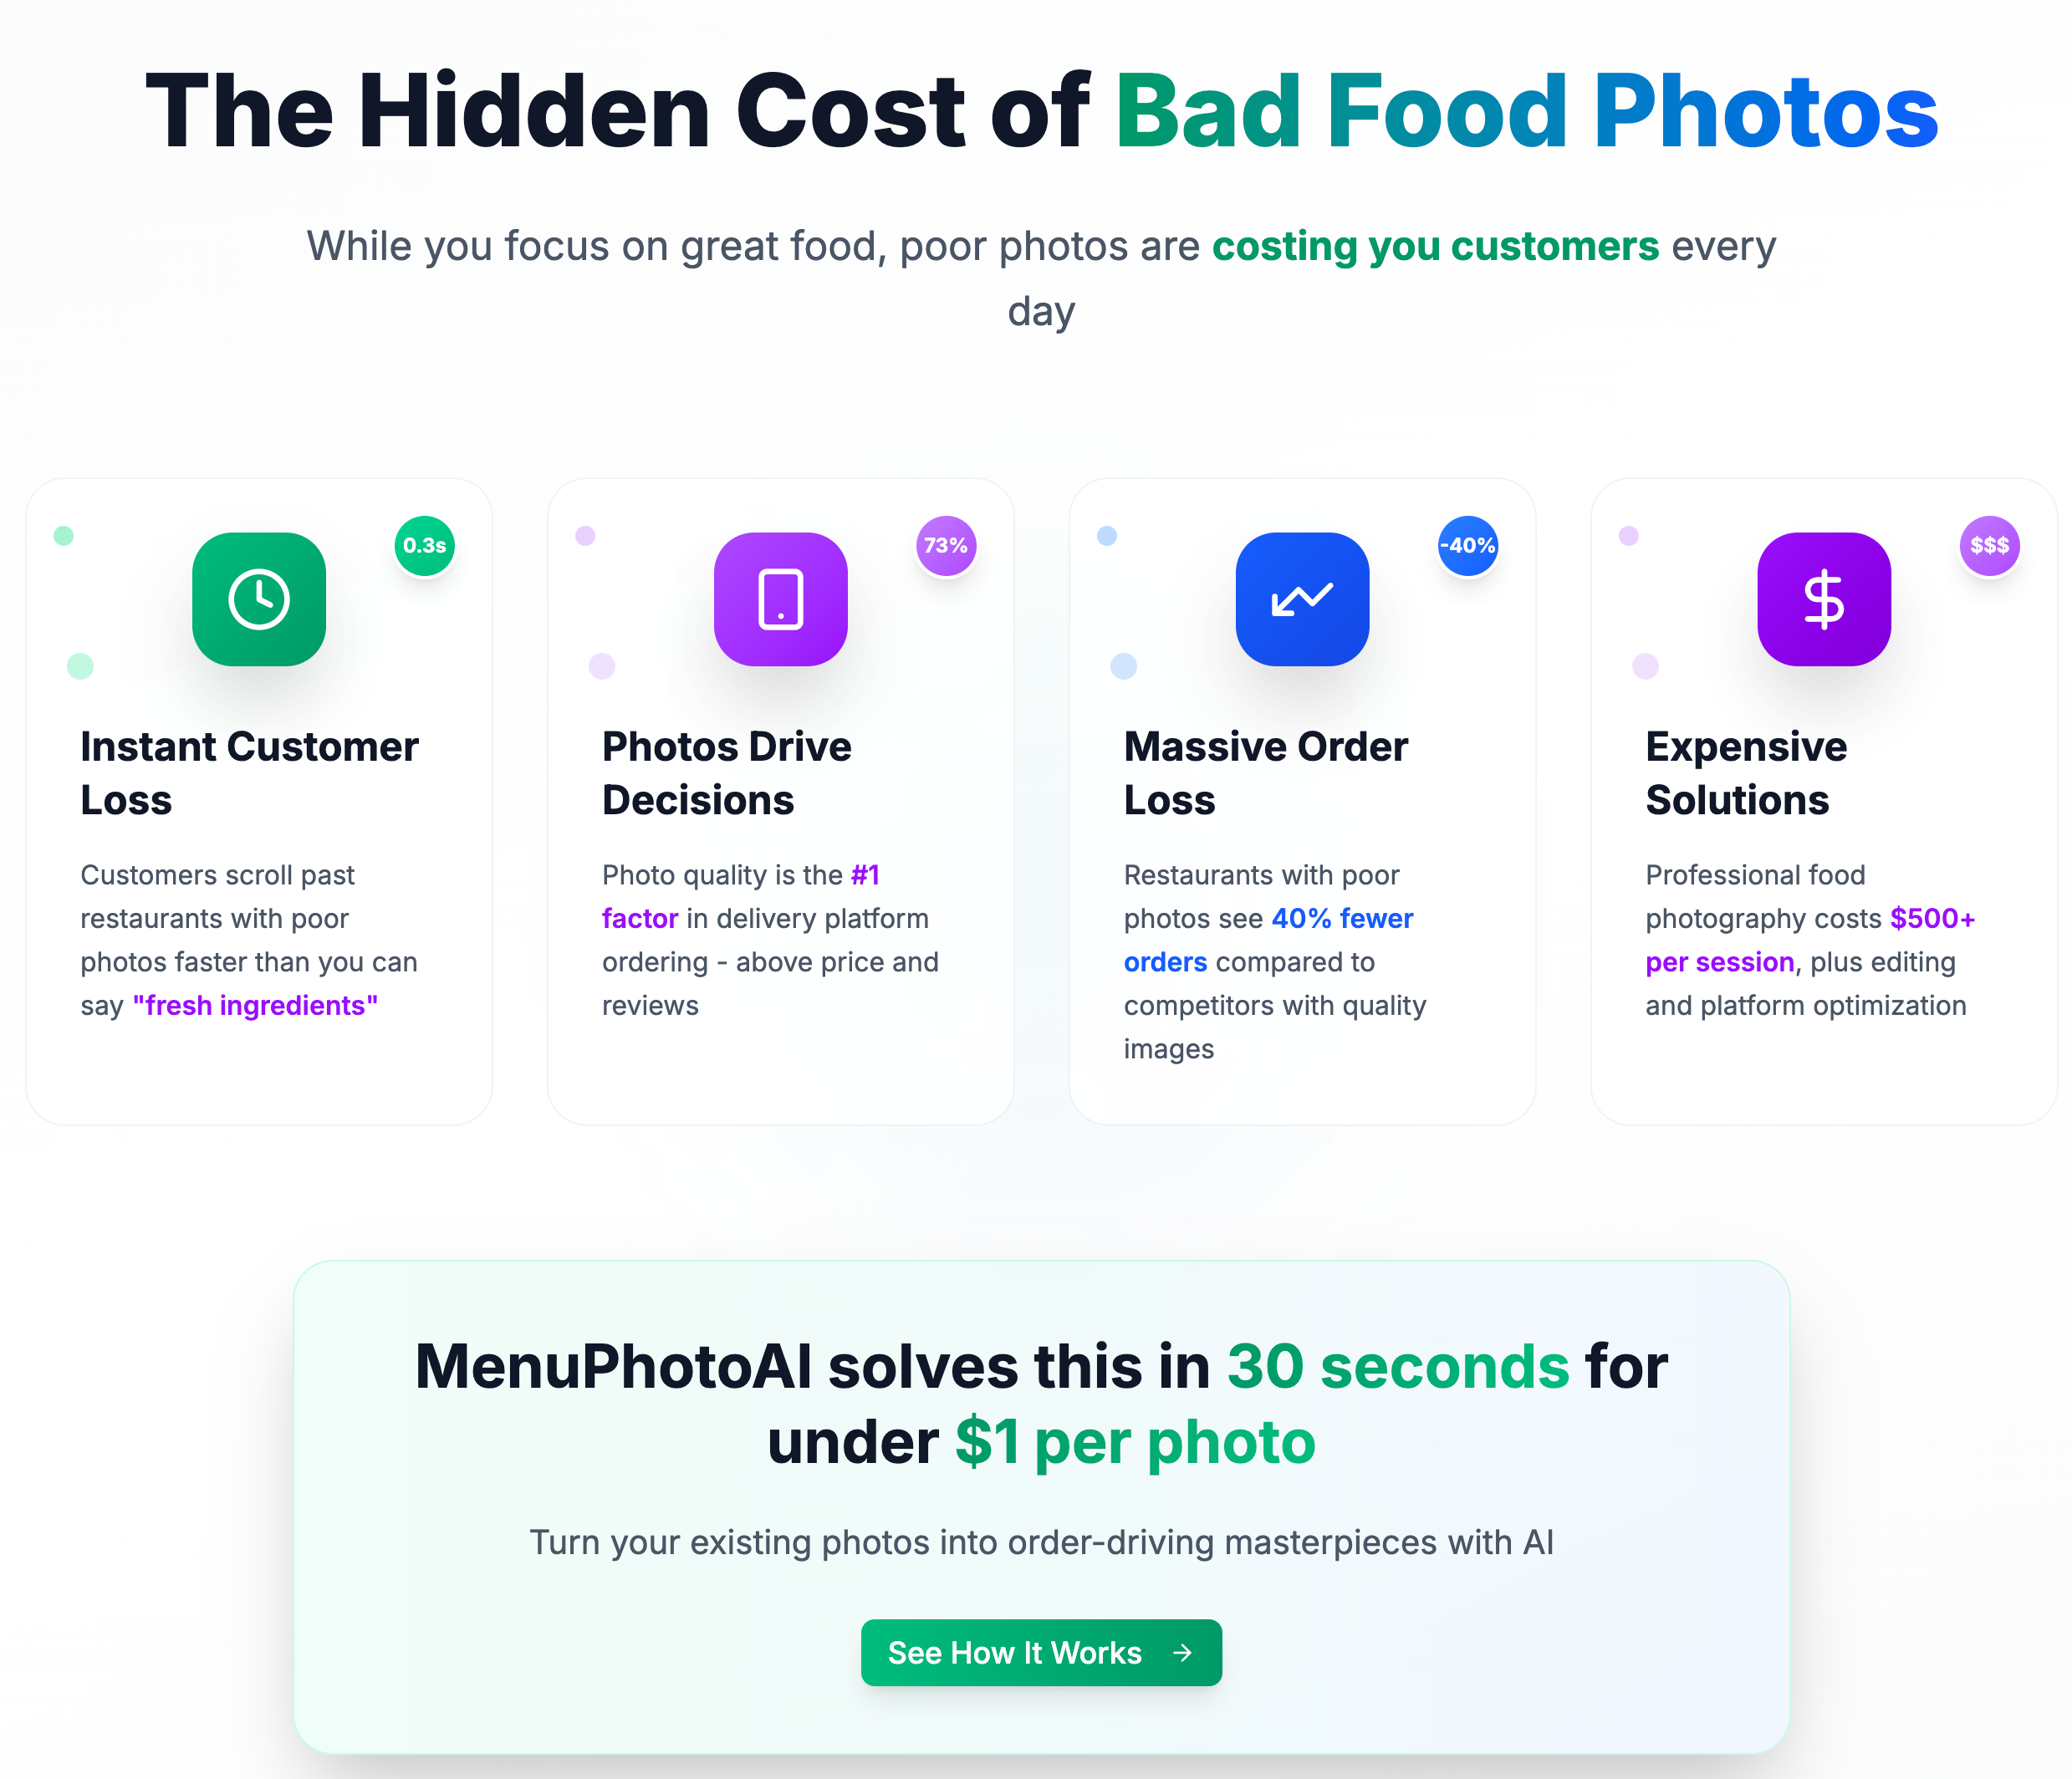 The Hidden Cost of Bad Food Photos
While you focus on great food, poor photos are costing you customers every
day
0.3s
Instant Customer
Loss
Customers scroll past
restaurants with poor
photos faster than you can
say "fresh ingredients"
73%
Photos Drive
Decisions
Photo quality is the #1
factor in delivery platform
ordering - above price and
reviews
-40%
Massive Order
Loss
Restaurants with poor
photos see 40% fewer
orders compared to
competitors with quality
images
$$$
Expensive
Solutions
Professional food
photography costs $500+
per session, plus editing
and platform optimization
MenuPhotoAI solves this in 30 seconds for
under $1 per photo
Turn your existing photos into order-driving masterpieces with AI
See How It Works →